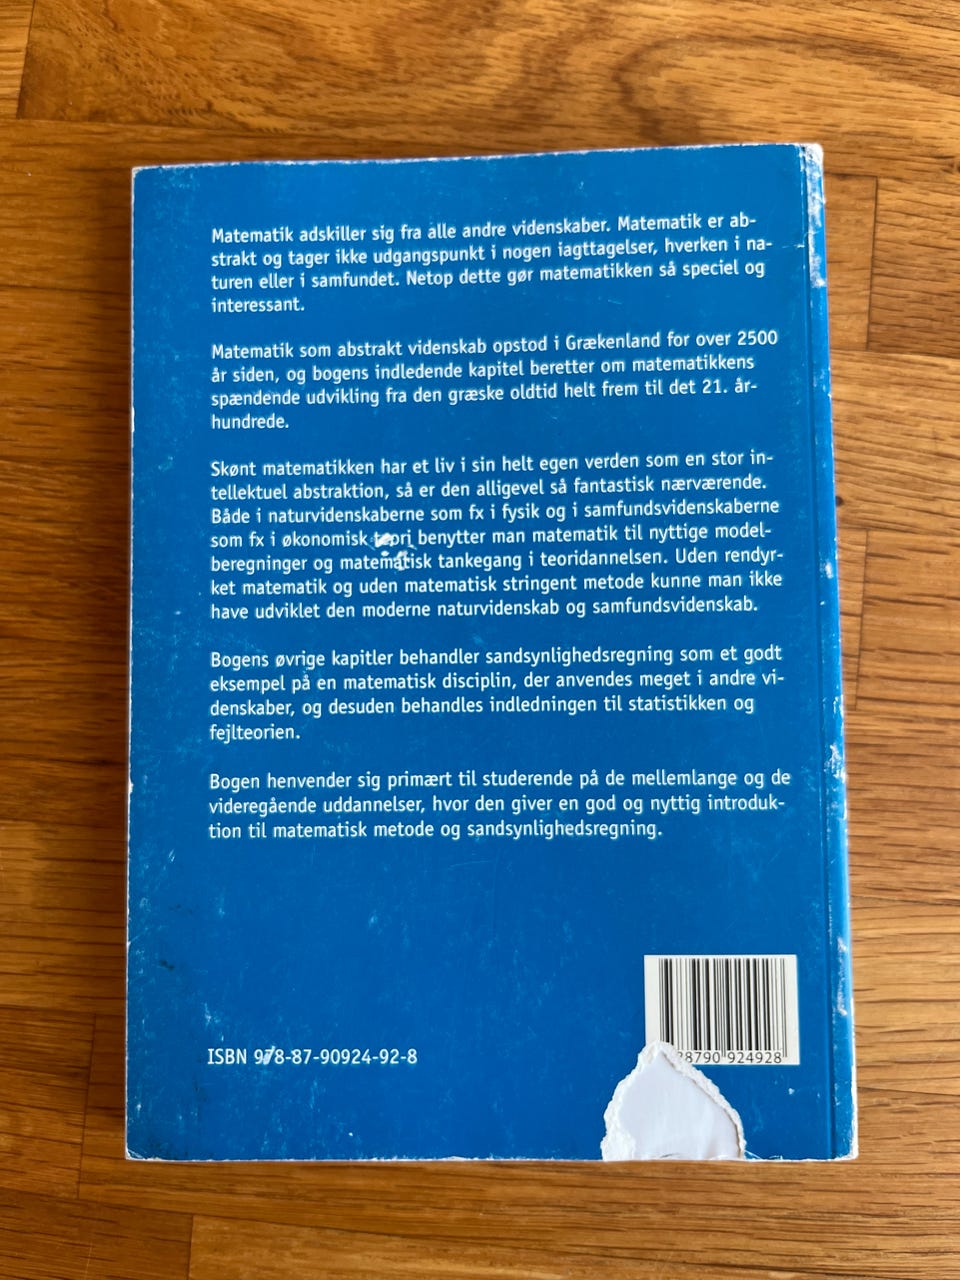 Matematik adskiller sig fra alle andre videnskaber. Matematik er ab-
strakt og tager ikke udgangspunkt i nogen iagttagelser, hverken i na-
turen eller i samfundet. Netop dette gør matematikken så speciel og
interessant.
Matematik som abstrakt videnskab opstod i Grækenland for over 2500
år siden, og bogens indledende kapitel beretter om matematikkens
spændende udvikling fra den græske oldtid helt frem til det 21. år-
hundrede.
Skønt matematikken har et liv i sin helt egen verden som en stor in-
tellektuel abstraktion, så er den alligevel så fantastisk nærværende.
Både i naturvidenskaberne som fx i fysik og i samfundsvidenskaberne
som fx i økonomisk teori benytter man matematik til nyttige model-
beregninger og matematisk tankegang i teoridannelsen. Uden rendyr-
ket matematik og uden matematisk stringent metode kunne man ikke
have udviklet den moderne naturvidenskab og samfundsvidenskab.
Bogens øvrige kapitler behandler sandsynlighedsregning som et godt
eksempel på en matematisk disciplin, der anvendes meget i andre vi-
denskaber, og desuden behandles indledningen til statistikken og
fejlteorien.
Bogen henvender sig primært til studerende på de mellemlange og de
videregående uddannelser, hvor den giver en god og nyttig introduk-
tion til matematisk metode og sandsynlighedsregning.
ISBN 978-87-90924-92-8
88790 924928